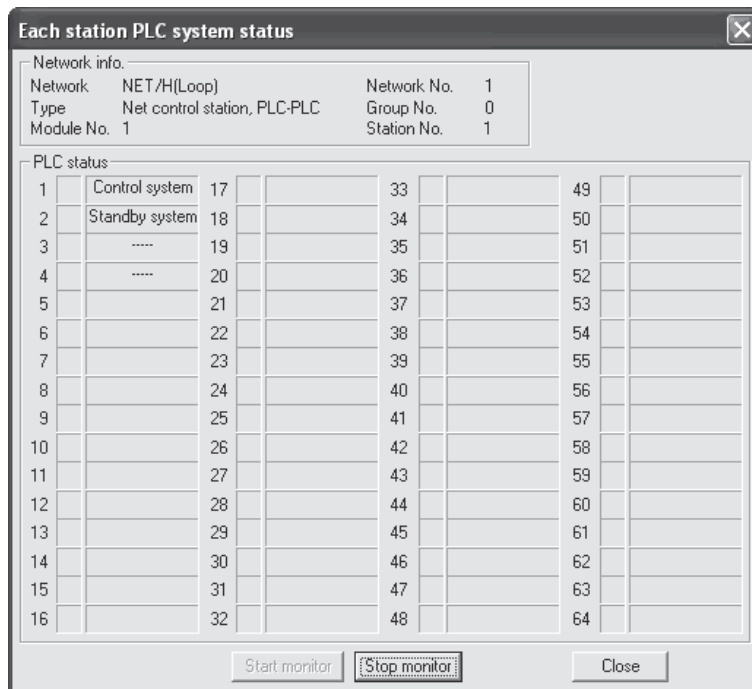 Each station PLC system status
Network info.
Network NET/H(Loop) Network No. 1
Type Net control station, PLC-PLC Group No. 0
Module No. 1 Station No. 1
PLC status
1 Control system 17 33 49
2 Standby system 18 34 50
3 ----- 19 35 51
4 ----- 20 36 52
5 21 37 53
6 22 38 54
7 23 39 55
8 24 40 56
9 25 41 57
10 26 42 58
11 27 43 59
12 28 44 60
13 29 45 61
14 30 46 62
15 31 47 63
16 32 48 64
Start monitor Stop monitor Close